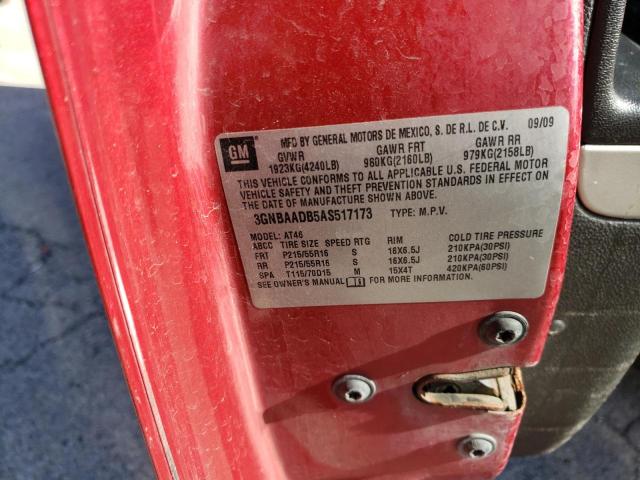 GM
MFD BY GENERAL MOTORS DE MEXICO, S. DE R.L. DE C.V. 09/09
GVWR GAWR FRT GAWR RR
1923KG(4240LB) 980KG(2160LB) 979KG(2158LB)
THIS VEHICLE CONFORMS TO ALL APPLICABLE U.S. FEDERAL MOTOR
VEHICLE SAFETY AND THEFT PREVENTION STANDARDS IN EFFECT ON
THE DATE OF MANUFACTURE SHOWN ABOVE.
3GNBAADB5AS517173 TYPE: M.P.V.
MODEL: AT46
ABCC TIRE SIZE SPEED RTG RIM COLD TIRE PRESSURE
FRT P215/55R16 S 16X6.5J 210KPA(30PSI)
RR P215/55R16 S 16X6.5J 210KPA(30PSI)
SPA T115/70D15 M 15X4T 420KPA(60PSI)
SEE OWNER'S MANUAL FOR MORE INFORMATION.